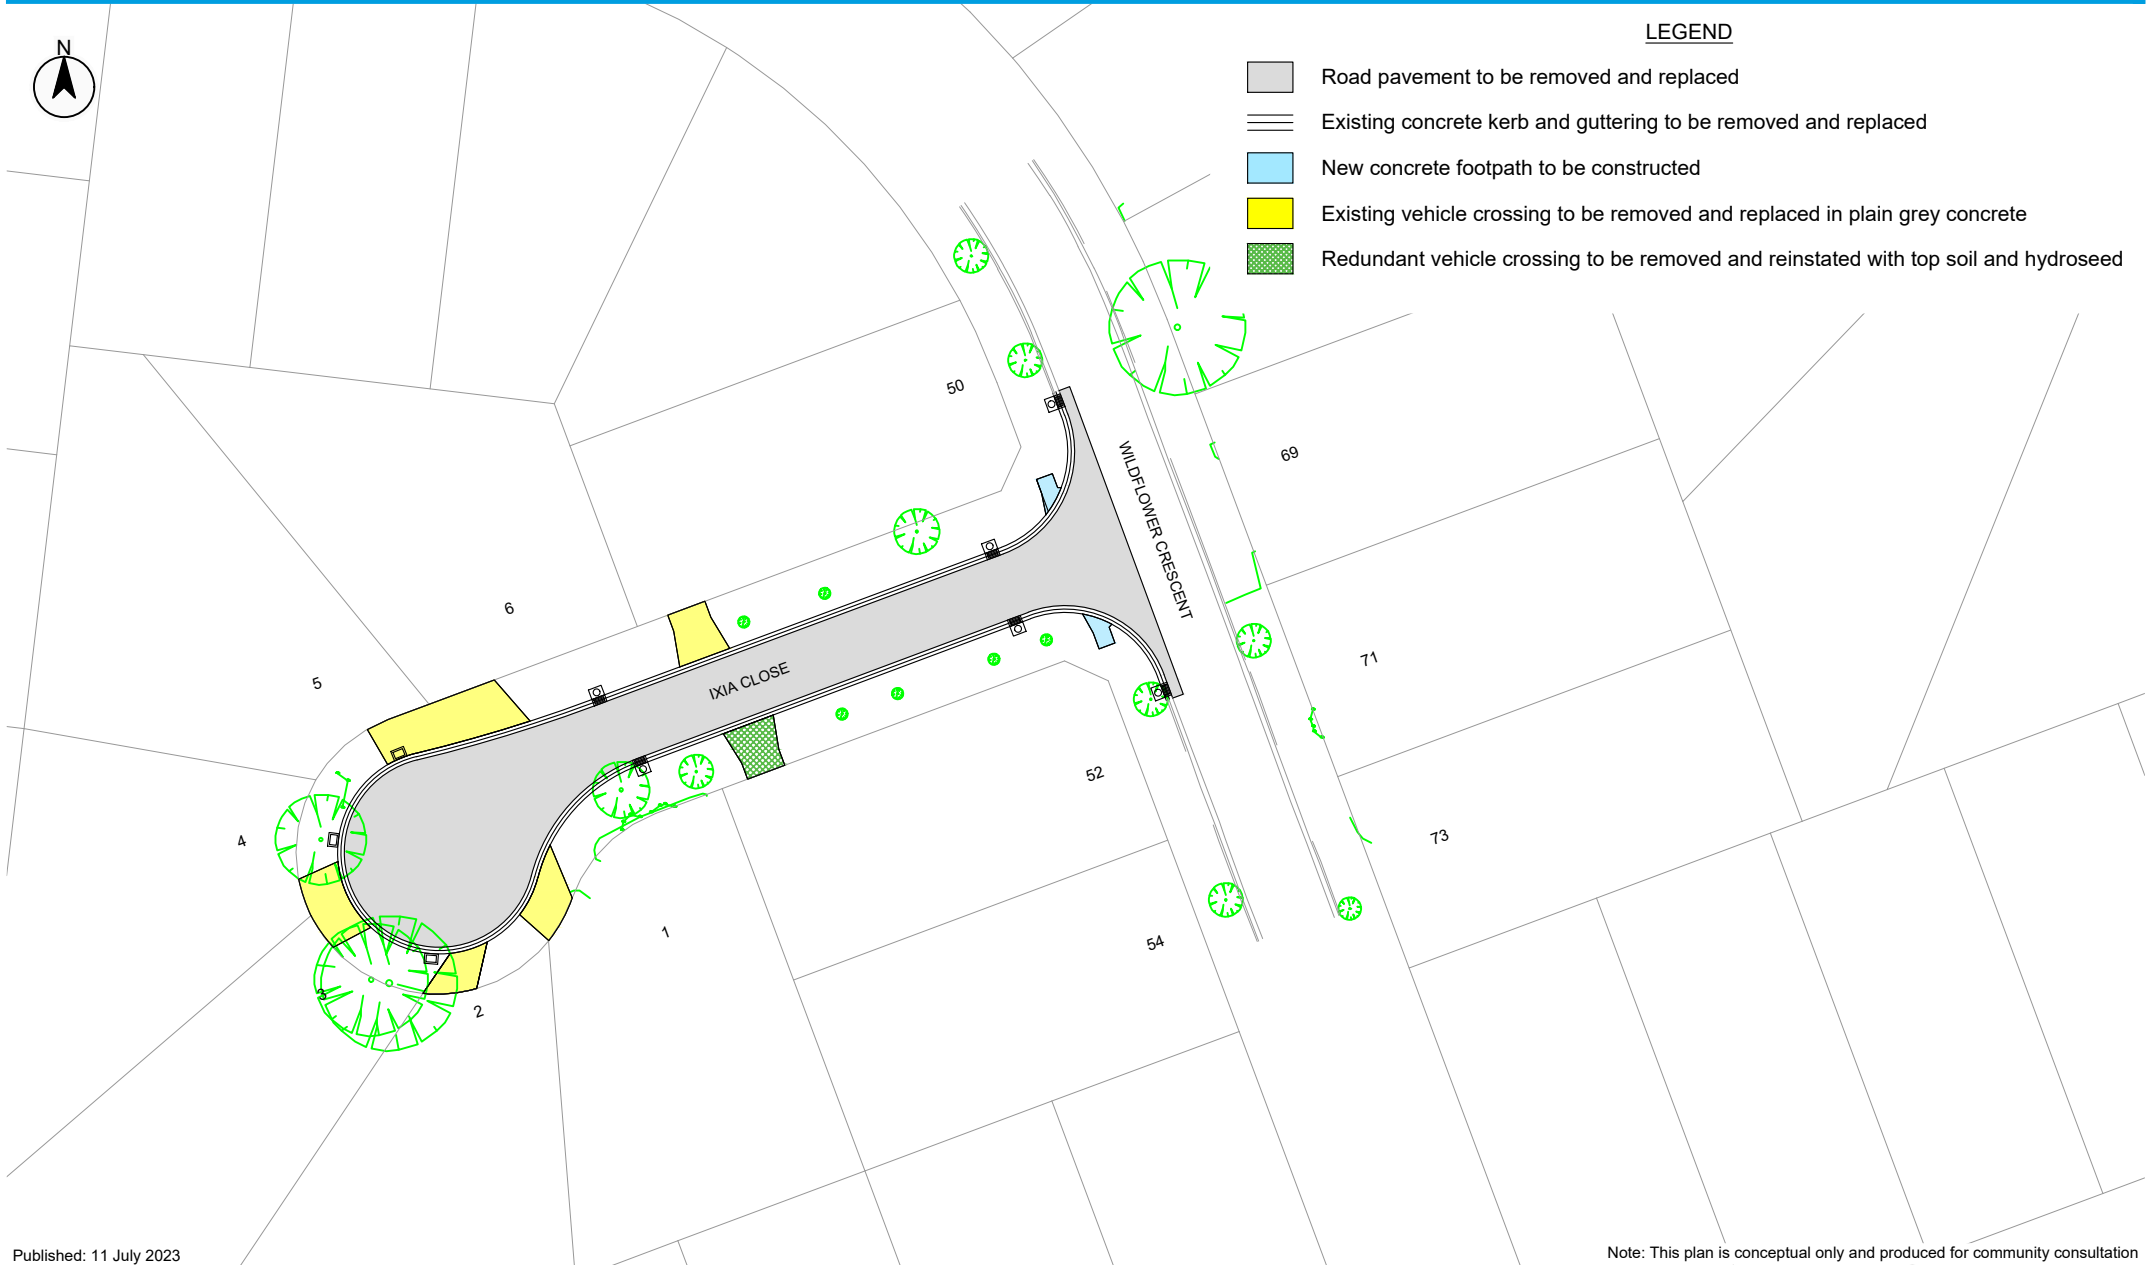 N
LEGEND
Road pavement to be removed and replaced
Existing concrete kerb and guttering to be removed and replaced
New concrete footpath to be constructed
Existing vehicle crossing to be removed and replaced in plain grey concrete
Redundant vehicle crossing to be removed and reinstated with top soil and hydroseed
50
69
WILDFLOWER CRESCENT
6
IXIA CLOSE
5
71
52
4
73
1
54
3
2
Published: 11 July 2023
Note: This plan is conceptual only and produced for community consultation